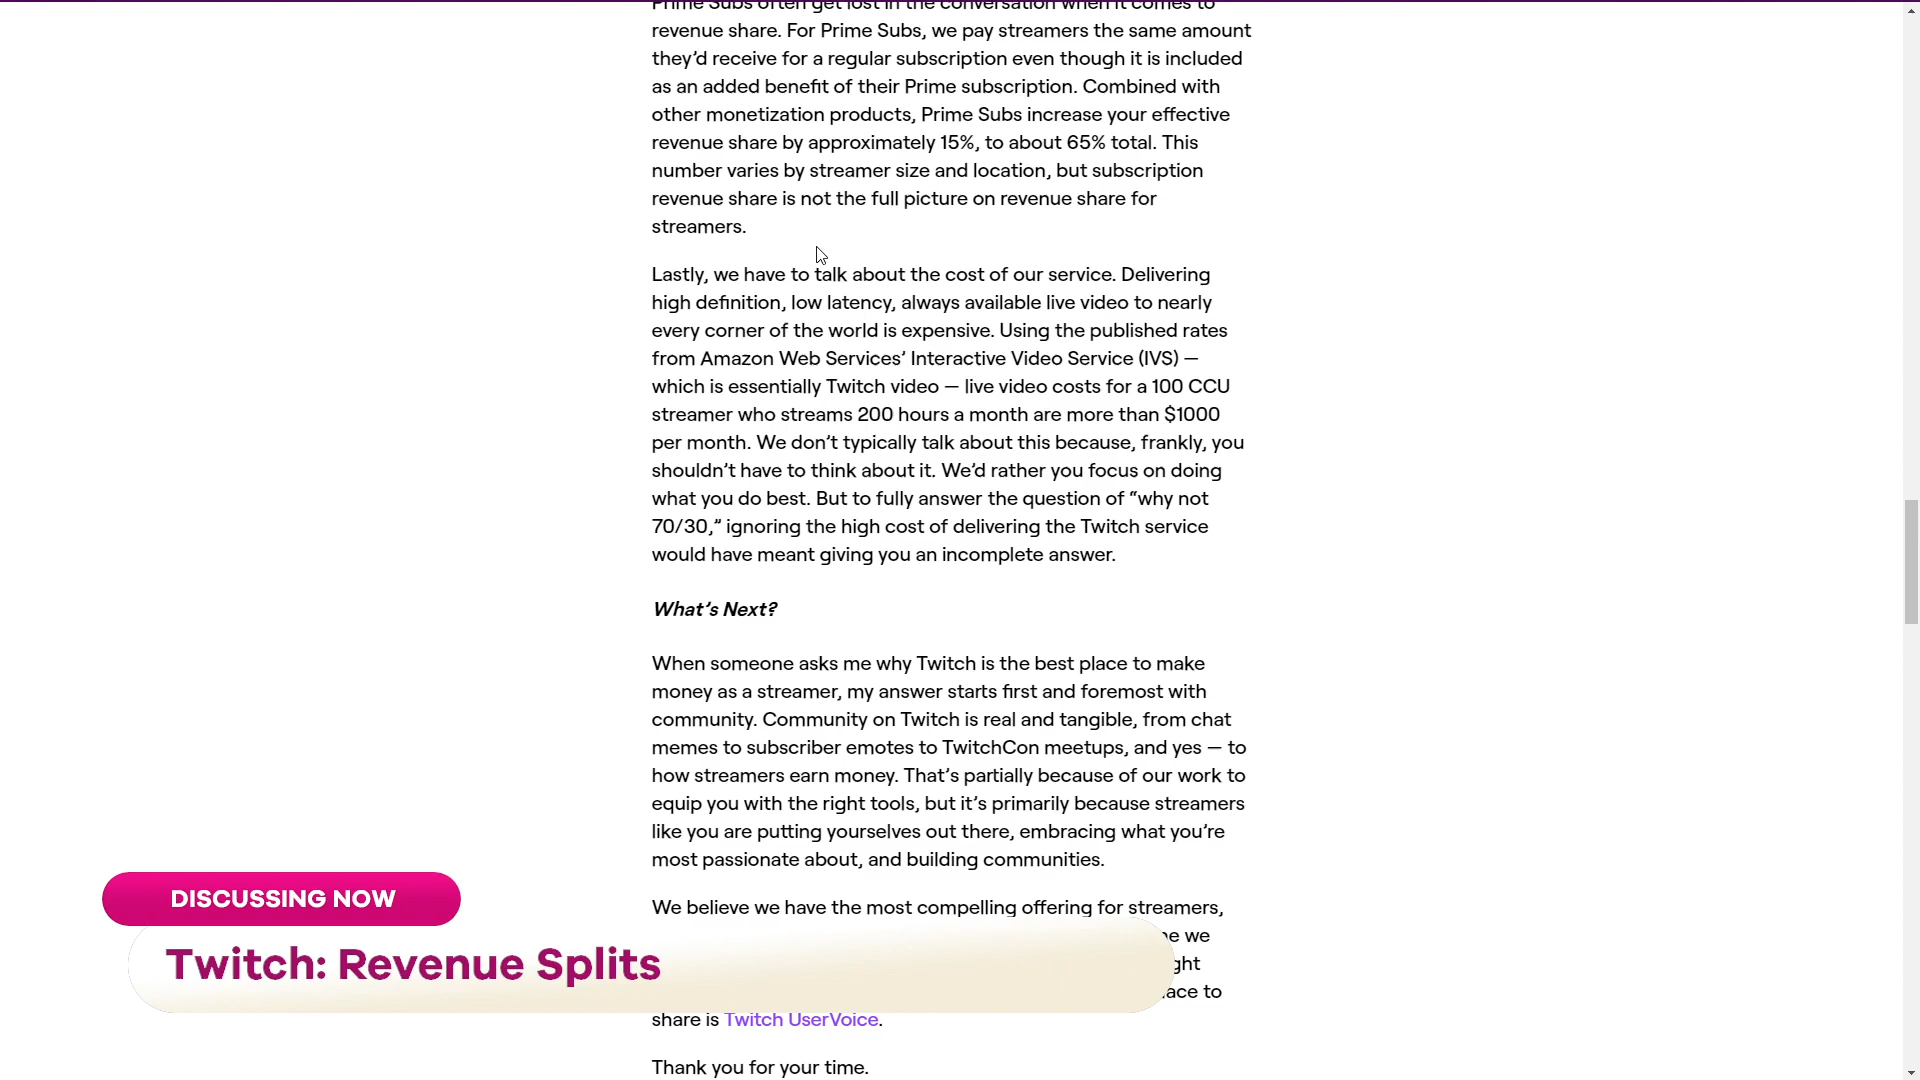 Prime Subs often get lost in the conversation when it comes to
revenue share. For Prime Subs, we pay streamers the same amount
they’d receive for a regular subscription even though it is included
as an added benefit of their Prime subscription. Combined with
other monetization products, Prime Subs increase your effective
revenue share by approximately 15%, to about 65% total. This
number varies by streamer size and location, but subscription
revenue share is not the full picture on revenue share for
streamers.
Lastly, we have to talk about the cost of our service. Delivering
high definition, low latency, always available live video to nearly
every corner of the world is expensive. Using the published rates
from Amazon Web Services’ Interactive Video Service (IVS) —
which is essentially Twitch video — live video costs for a 100 CCU
streamer who streams 200 hours a month are more than $1000
per month. We don’t typically talk about this because, frankly, you
shouldn’t have to think about it. We’d rather you focus on doing
what you do best. But to fully answer the question of “why not
70/30,” ignoring the high cost of delivering the Twitch service
would have meant giving you an incomplete answer.
What’s Next?
When someone asks me why Twitch is the best place to make
money as a streamer, my answer starts first and foremost with
community. Community on Twitch is real and tangible, from chat
memes to subscriber emotes to TwitchCon meetups, and yes — to
how streamers earn money. That’s partially because of our work to
equip you with the right tools, but it’s primarily because streamers
like you are putting yourselves out there, embracing what you’re
most passionate about, and building communities.
We believe we have the most compelling offering for streamers,
we
to
share is Twitch UserVoice.
Thank you for your time.
DISCUSSING NOW
Twitch: Revenue Splits